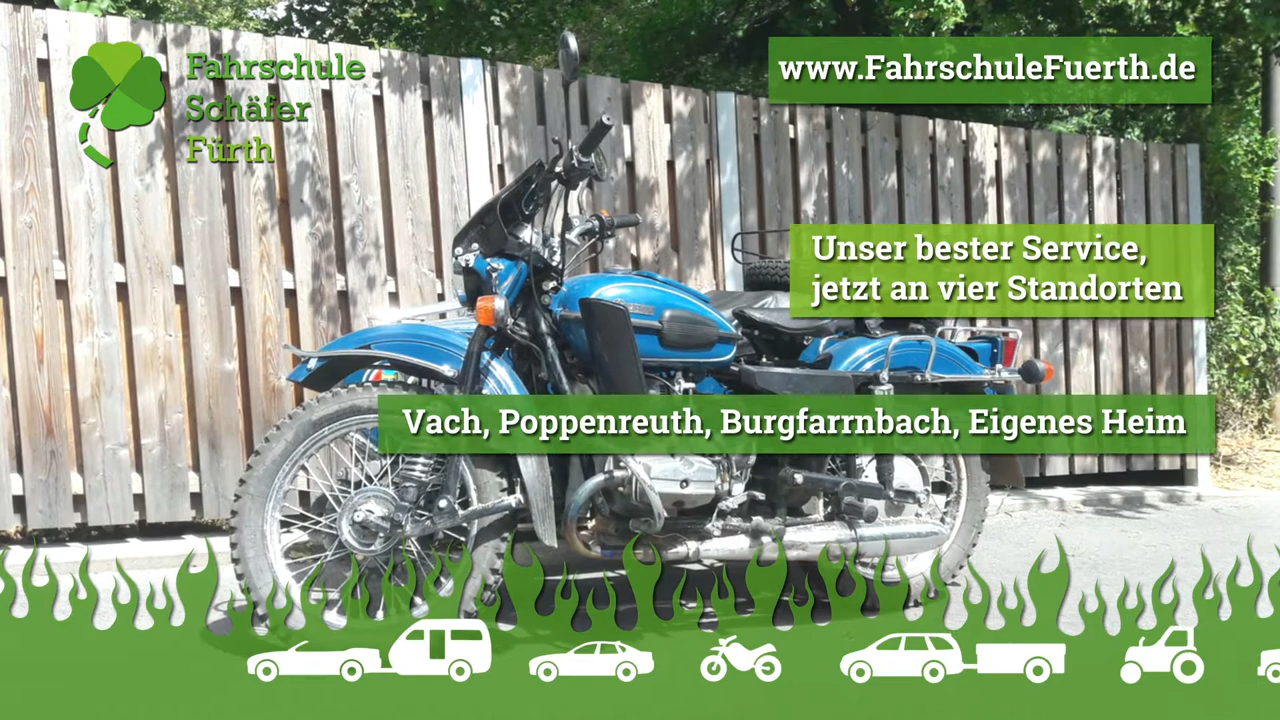 Fahrschule
Schäfer
Fürth
www.FahrschuleFuerth.de
Unser bester Service,
jetzt an vier Standorten
Vach, Poppenreuth, Burgfarrnbach, Eigenes Heim